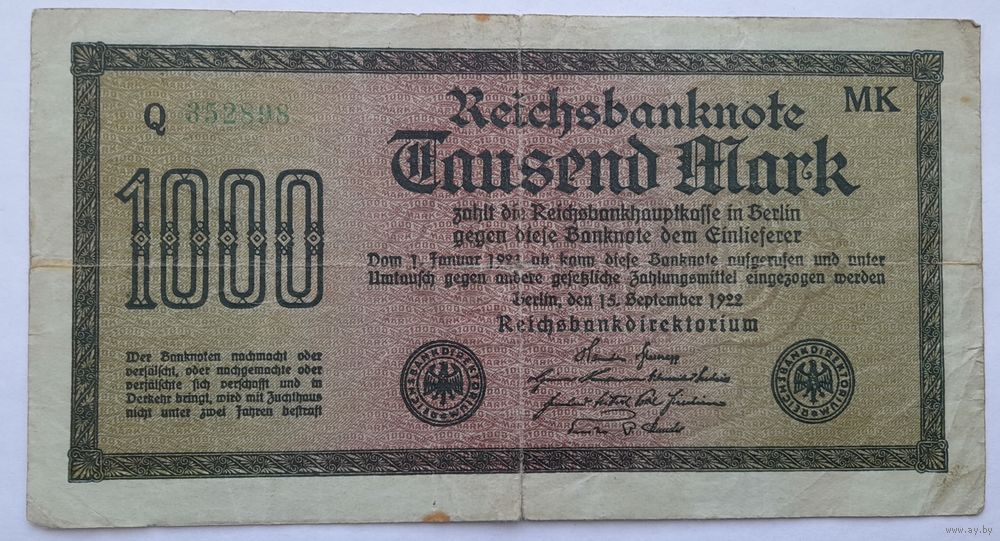 Q 352898
MK
1000
Reichsbanknote
Tausend Mark
zahlt die Reichsbankhauptkasse in Berlin
gegen diese Banknote dem Einlieferer
Vom 1. Januar 1923 ab kann diese Banknote aufgerufen und unter
Umtausch gegen andere gesetzliche Zahlungsmittel eingezogen werden
Berlin, den 15. September 1922
Reichsbankdirektorium
Wer Banknoten nachmacht oder
verfälscht, oder nachgemachte oder
verfälschte sich verschafft und in
Verkehr bringt, wird mit Zuchthaus
nicht unter zwei Jahren bestraft
REICHSBANKDIREKTORIUM
REICHSBANKDIREKTORIUM
www.ay.by